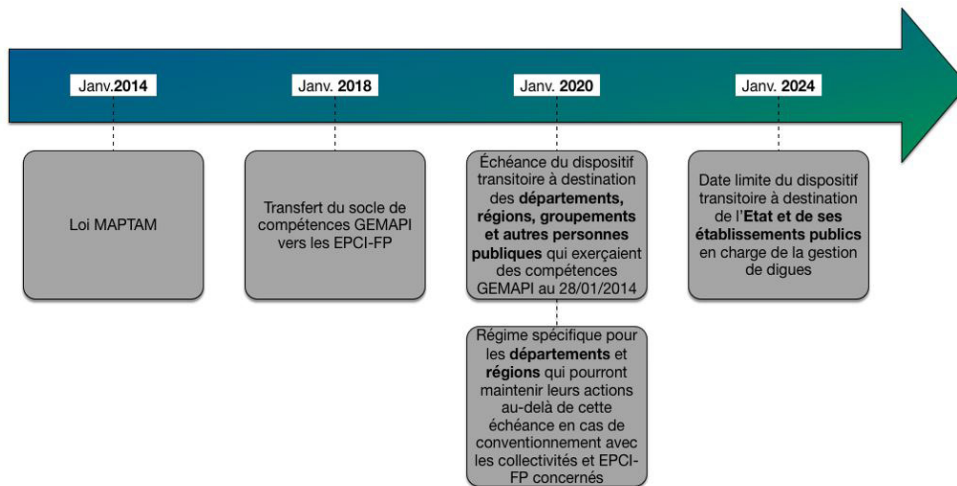 Janv.2014
Janv. 2018
Janv. 2020
Janv. 2024
Loi MAPTAM
Transfert du socle de
compétences GEMAPI
vers les EPCI-FP
Échéance du dispositif
transitoire à destination
des départements,
régions, groupements
et autres personnes
publiques qui exerçaient
des compétences
GEMAPI au 28/01/2014
Date limite du dispositif
transitoire à destination
de l'Etat et de ses
établissements publics
en charge de la gestion
de digues
Régime spécifique pour
les départements et
régions qui pourront
maintenir leurs actions
au-delà de cette
échéance en cas de
conventionnement avec
les collectivités et EPCI-
FP concernés